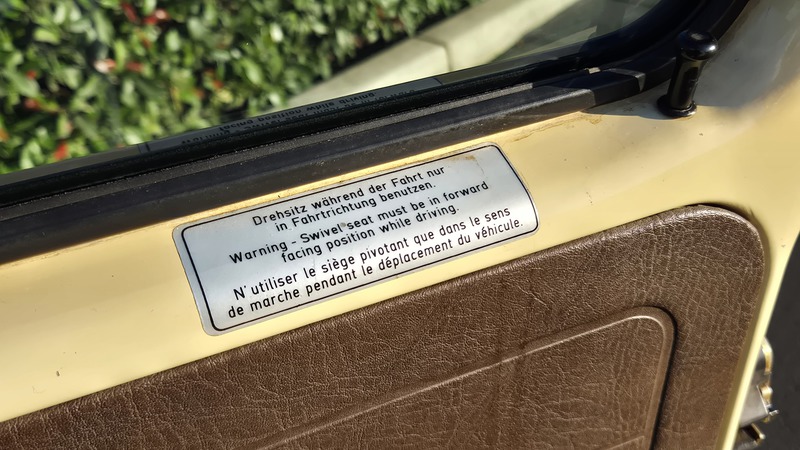 Drehsitz während der Fahrt nur
in Fahrtrichtung benutzen.
Warning - Swivel seat must be in forward
facing position while driving.
N'utiliser le siège pivotant que dans le sens
de marche pendant le déplacement du véhicule.